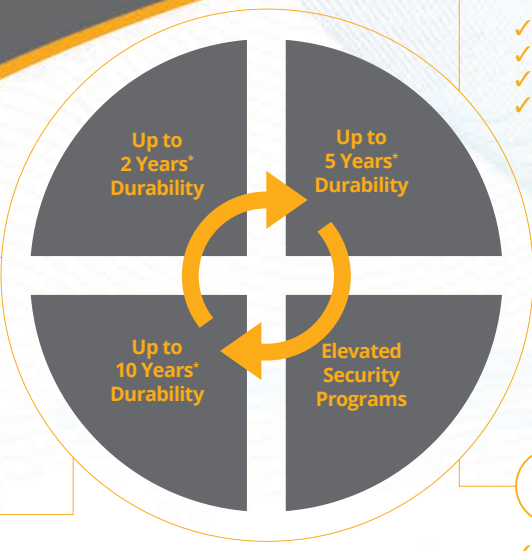 Up to
2 Years*
Durability
Up to
5 Years*
Durability
Up to
10 Years*
Durability
Elevated
Security
Programs